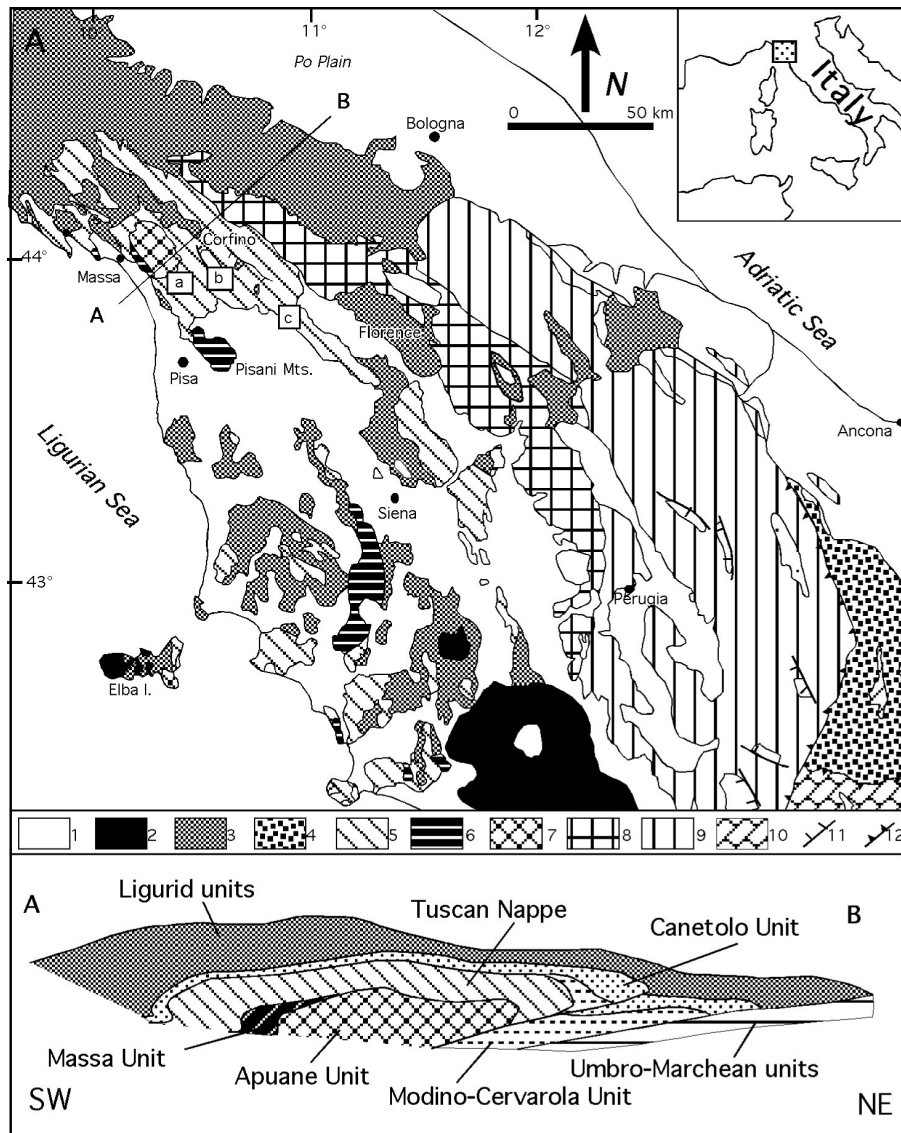 A
10°
11°
12°
Po Plain
N
0 50 km
Italy
B
Bologna
Corfino
44°
Massa
a
b
A
c
Florence
Adriatic Sea
Pisa
Pisani Mts.
Ancona
Ligurian Sea
Siena
43°
Perugia
Elba I.
1 2 3 4 5 6 7 8 9 10 11 12
A
Ligurid units
Tuscan Nappe
B
Canetolo Unit
Massa Unit
Apuane Unit
Modino-Cervarola Unit
Umbro-Marchean units
SW
NE